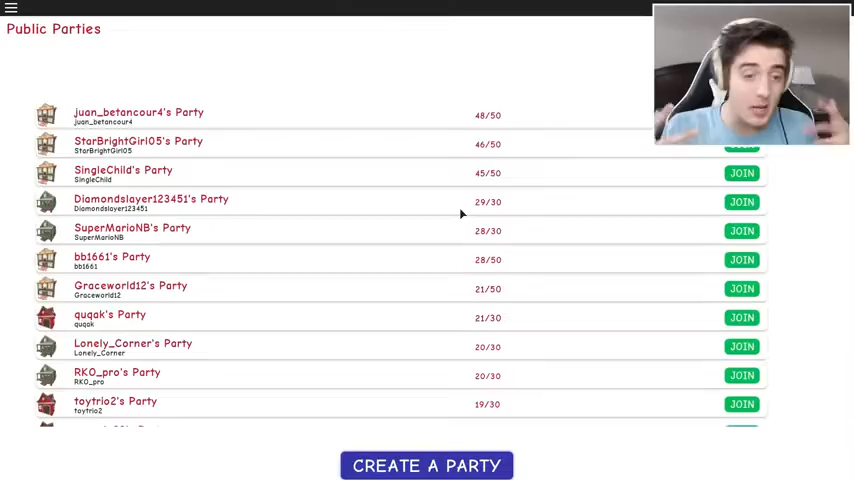 Public Parties
juan_betancour4's Party
juan_betancour4
48/50
StarBrightGirl05's Party
StarBrightGirl05
46/50
SingleChild's Party
SingleChild
45/50
JOIN
Diamondslayer123451's Party
Diamondslayer123451
29/30
JOIN
SuperMarioNB's Party
SuperMarioNB
28/30
JOIN
bb1661's Party
bb1661
28/50
JOIN
Graceworld12's Party
Graceworld12
21/50
JOIN
quqak's Party
quqak
21/30
JOIN
Lonely_Corner's Party
Lonely_Corner
20/30
JOIN
RKO_pro's Party
RKO_pro
20/30
JOIN
toytrio2's Party
toytrio2
19/30
JOIN
CREATE A PARTY